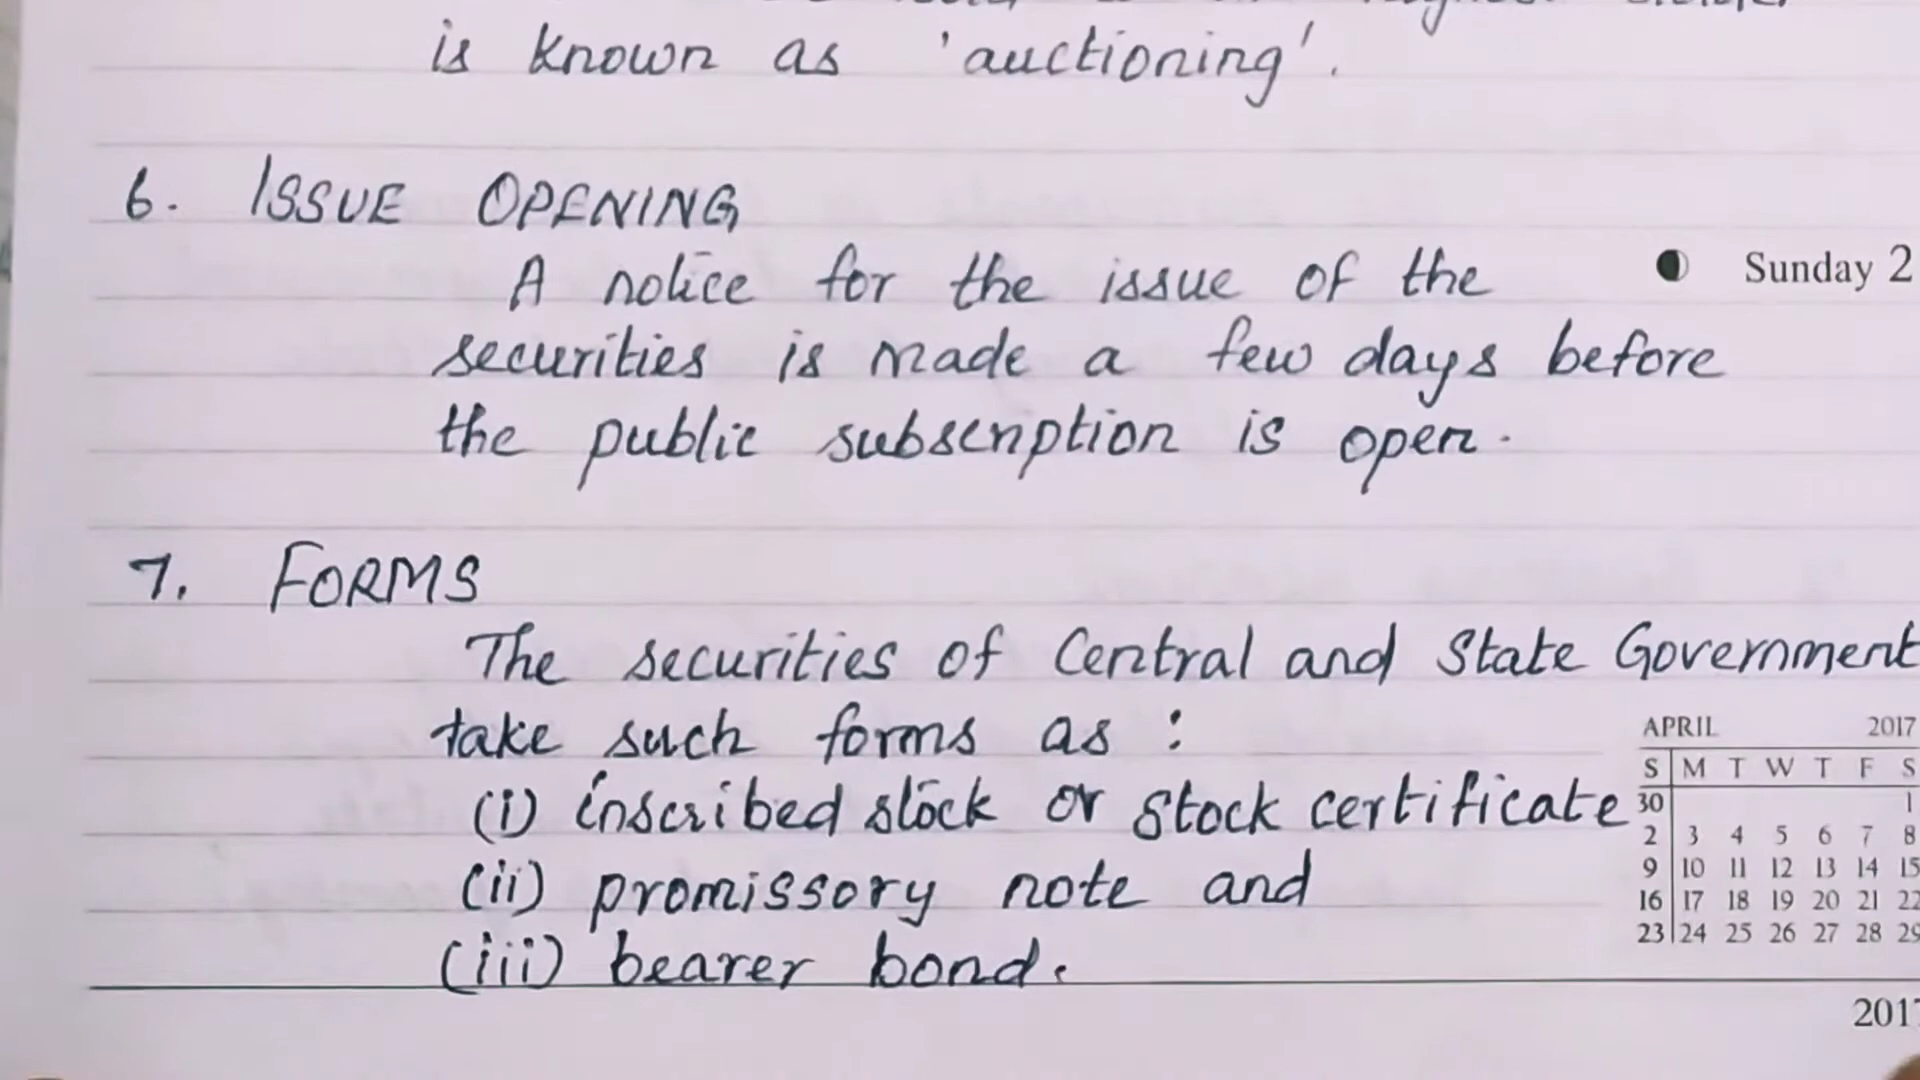 is known as 'auctioning'.
6. ISSUE OPENING
A notice for the issue of the
Sunday 2
securities is made a few days before
the public subscription is open.
7. FORMS
The securities of Central and State Government
take such forms as :
(i) inscribed stock or stock certificate
(ii) promissory note and
(iii) bearer bond.
APRIL 2017
S M T W T F S
30 1
2 3 4 5 6 7 8
9 10 11 12 13 14 15
16 17 18 19 20 21 22
23 24 25 26 27 28 29
2017